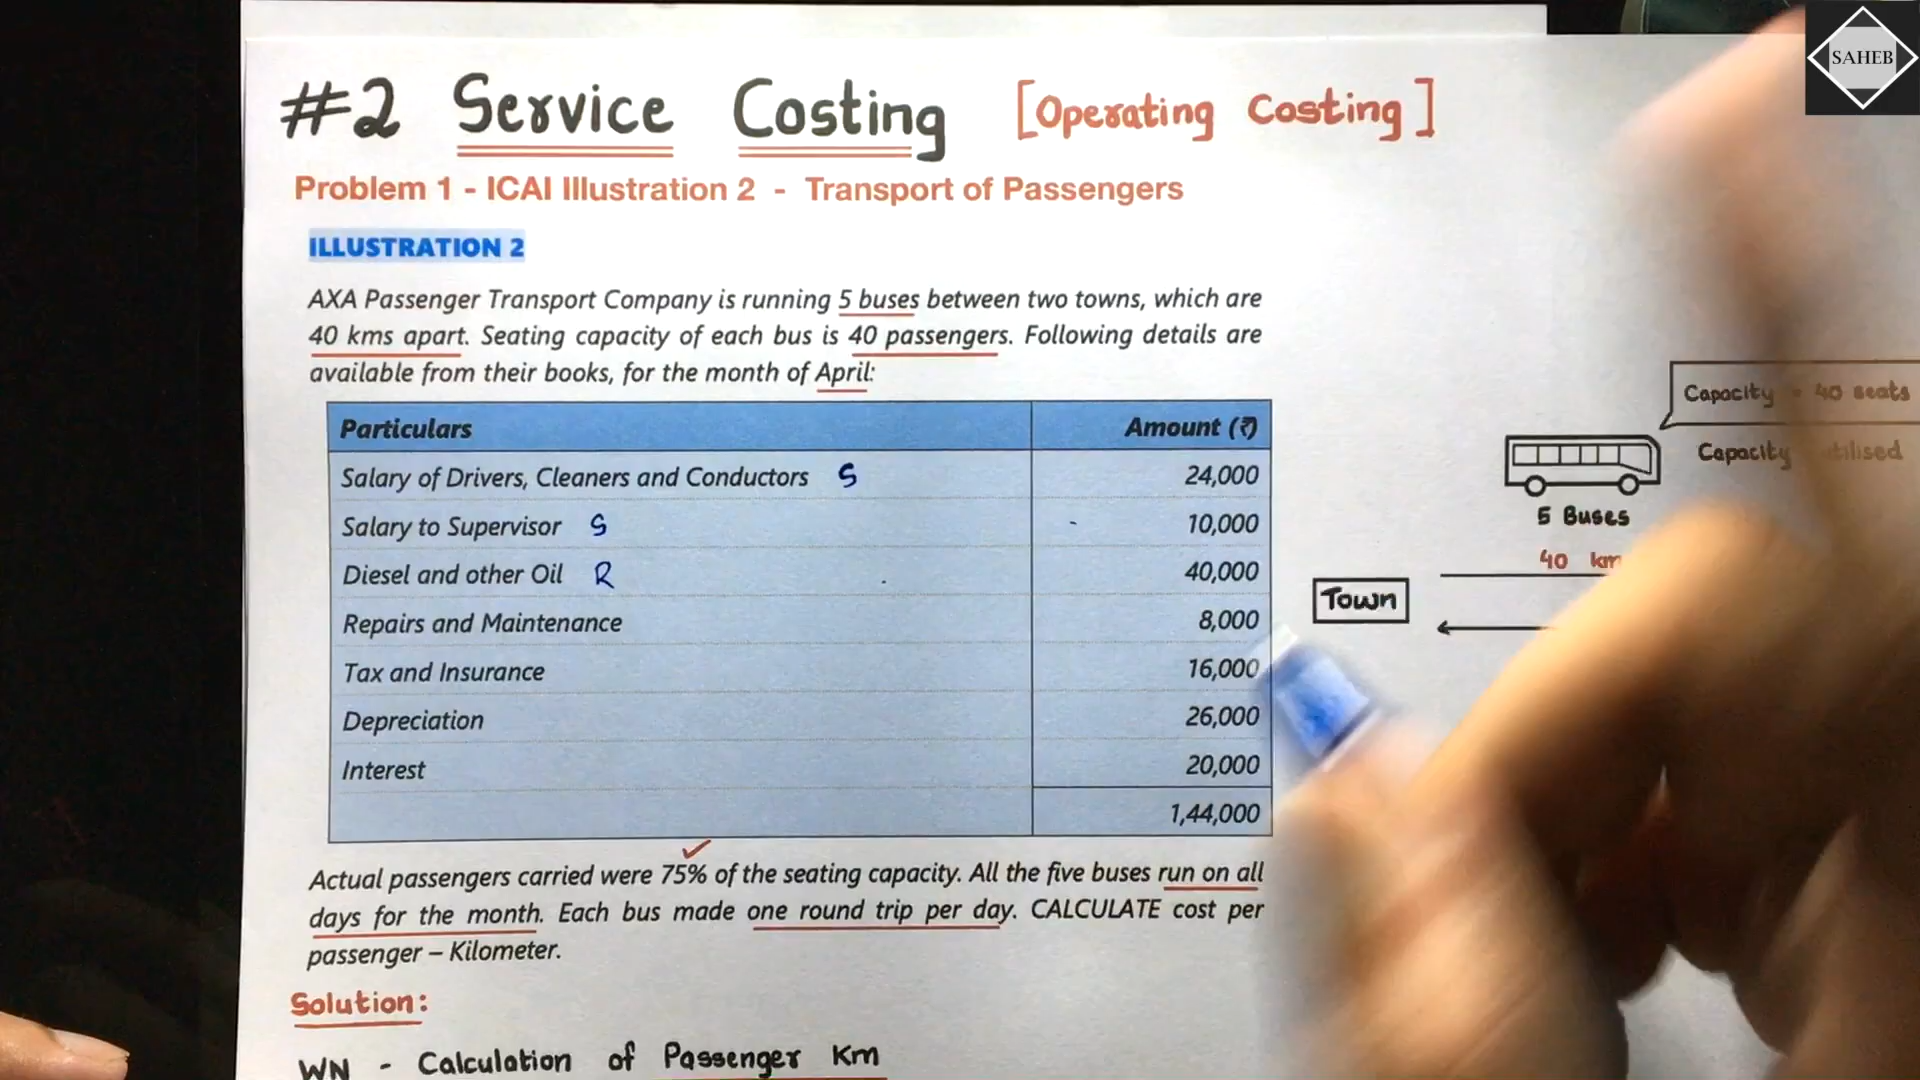 SAHEB
#2 Service Costing [Operating Costing]
Problem 1 - ICAI Illustration 2 - Transport of Passengers
ILLUSTRATION 2
AXA Passenger Transport Company is running 5 buses between two towns, which are
40 kms apart. Seating capacity of each bus is 40 passengers. Following details are
available from their books, for the month of April:
Particulars Amount (₹)
Salary of Drivers, Cleaners and Conductors S 24,000
Salary to Supervisor S 10,000
Diesel and other Oil R 40,000
Repairs and Maintenance 8,000
Tax and Insurance 16,000
Depreciation 26,000
Interest 20,000
1,44,000
Actual passengers carried were 75% of the seating capacity. All the five buses run on all
days for the month. Each bus made one round trip per day. CALCULATE cost per
passenger – Kilometer.
Solution:
WN - Calculation of Passenger Km
Capacity 40 seats
Capacity
5 Buses
40 km
Town